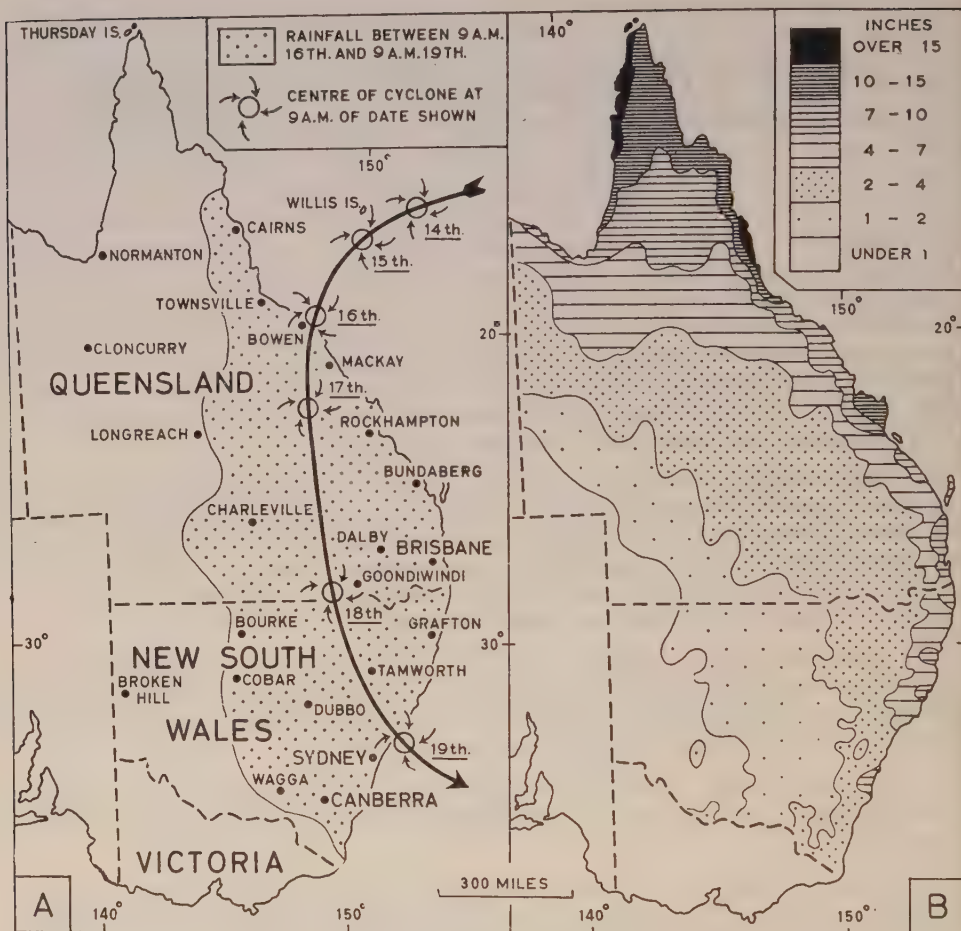 THURSDAY IS.
RAINFALL BETWEEN 9 A.M.
16TH. AND 9 A.M. 19TH.
CENTRE OF CYCLONE AT
9 A.M. OF DATE SHOWN
150°
WILLIS IS.
14th.
CAIRNS
15th.
NORMANTON
TOWNSVILLE
16th.
BOWEN
CLONCURRY
MACKAY
QUEENSLAND
17th.
LONGREACH
ROCKHAMPTON
BUNDABERG
CHARLEVILLE
DALBY
BRISBANE
GOONDIWINDI
18th.
BOURKE
GRAFTON
30°
NEW SOUTH
TAMWORTH
BROKEN
HILL
COBAR
DUBBO
WALES
19th.
SYDNEY
WAGGA
CANBERRA
VICTORIA
300 MILES
A
140°
150°
140°
INCHES
OVER 15
10 - 15
7 - 10
4 - 7
2 - 4
1 - 2
UNDER 1
150°
20°
20°
30°
B
140°
150°